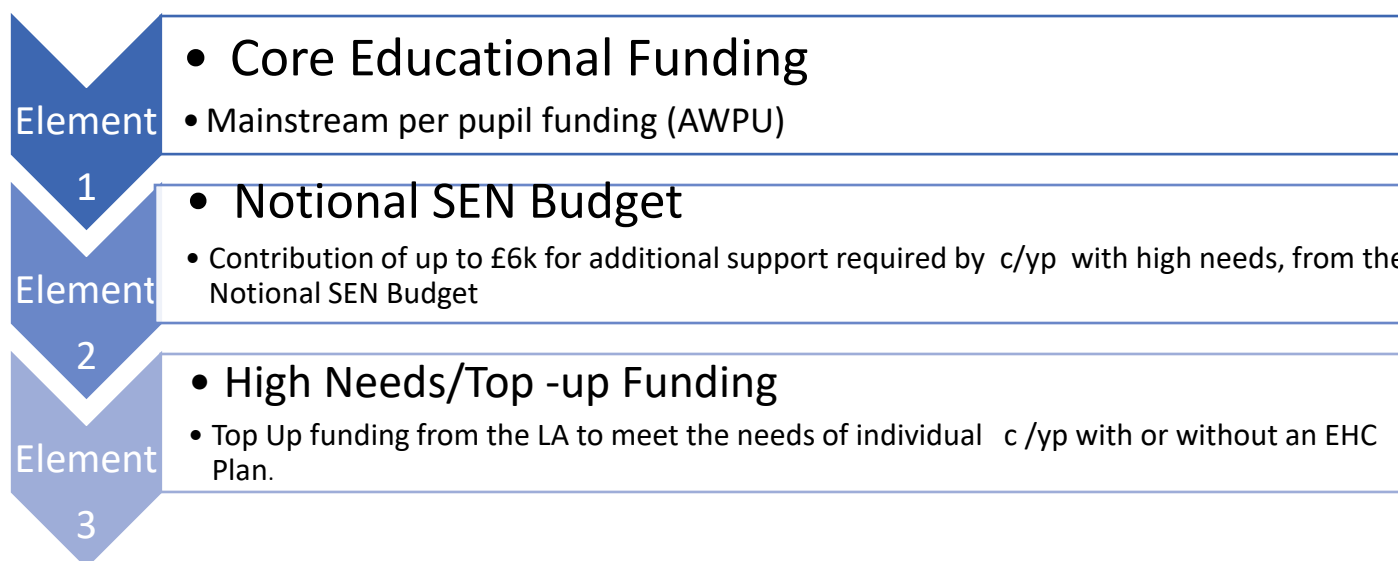 • Core Educational Funding
Element • Mainstream per pupil funding (AWPU)
1
• Notional SEN Budget
• Contribution of up to £6k for additional support required by c/yp with high needs, from the
Element Notional SEN Budget
2
• High Needs/Top -up Funding
• Top Up funding from the LA to meet the needs of individual c /yp with or without an EHC
Element Plan.
3